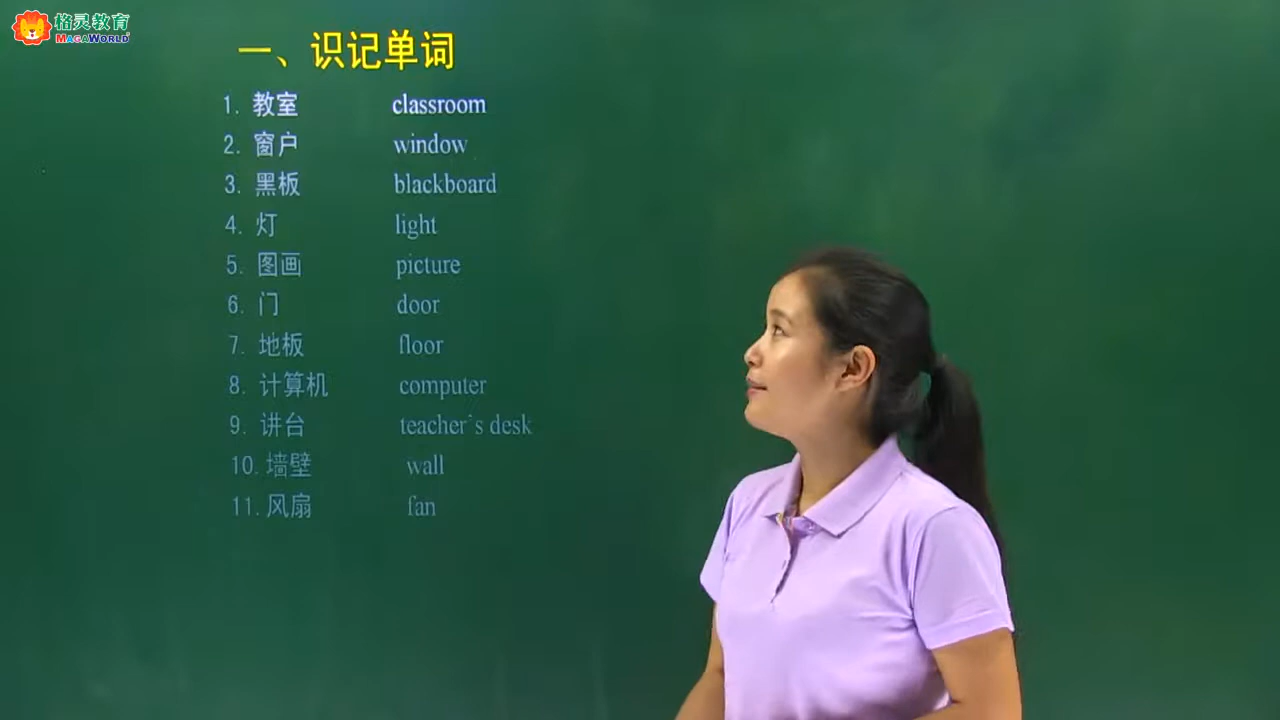 格灵教育
MAGAWORLD
一、识记单词
1. 教室 classroom
2. 窗户 window
3. 黑板 blackboard
4. 灯 light
5. 图画 picture
6. 门 door
7. 地板 floor
8. 计算机 computer
9. 讲台 teacher's desk
10. 墙壁 wall
11. 风扇 fan